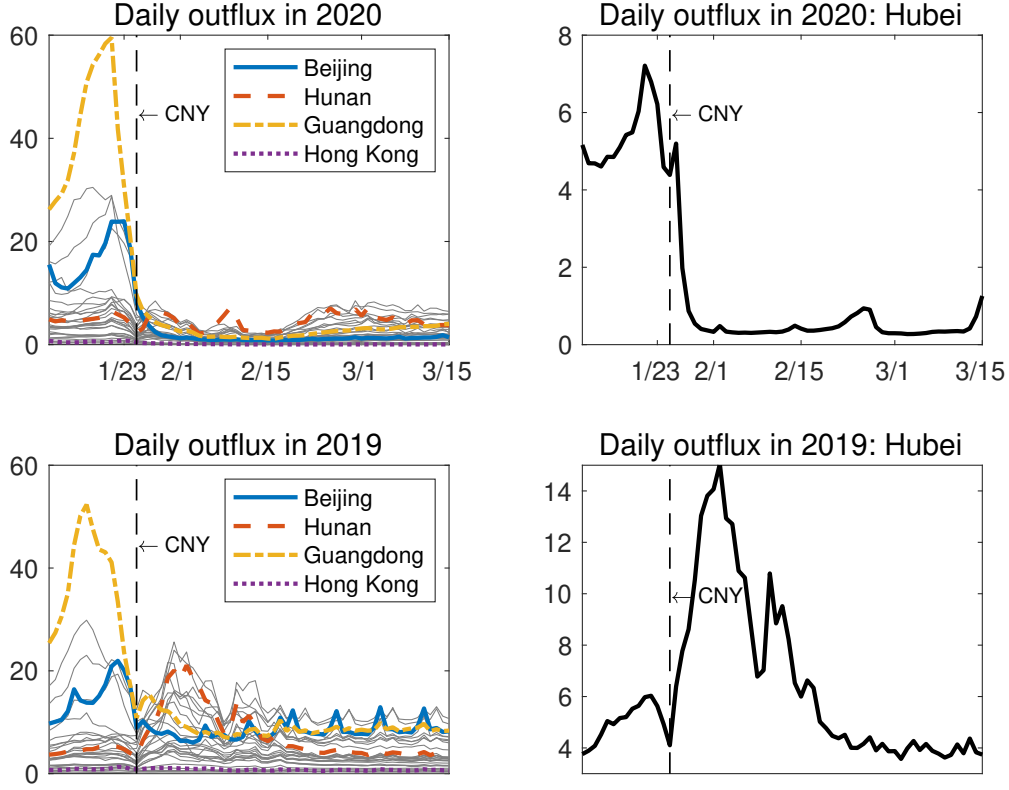 Daily outflux in 2020
60
40
20
0
1/23
2/1
2/15
3/1
3/15
← CNY
Beijing
Hunan
Guangdong
Hong Kong
Daily outflux in 2020: Hubei
8
6
4
2
0
1/23
2/1
2/15
3/1
3/15
← CNY
Daily outflux in 2019
60
40
20
0
← CNY
Beijing
Hunan
Guangdong
Hong Kong
Daily outflux in 2019: Hubei
14
12
10
8
6
4
← CNY